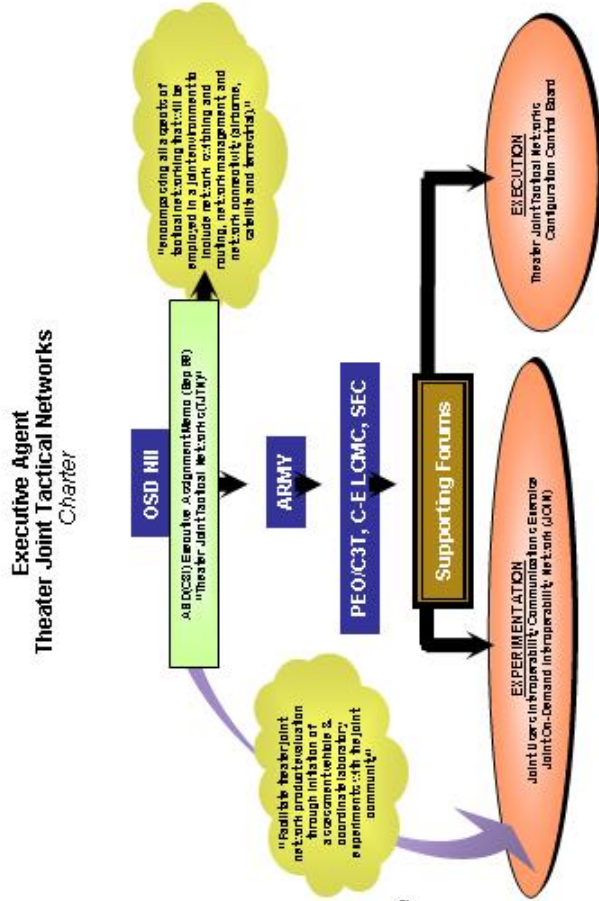 Executive Agent
Theater Joint Tactical Networks
Charter
OSD NII
ASD(C3I) Executive Assignment Memo (Sep 99)
"Theater Joint Tactical Networks(TJTN)"
"encompassing all aspects of
tactical networking that will be
employed in a joint environment to
include network switching and
routing, network management, and
network connectivity (airborne,
satellite and terrestrial)."
ARMY
PEO/C3T, C-E LCMC, SEC
Supporting Forums
"Facilitate theater joint
network product evaluation
through initiation of
assessment vehicle &
coordinate laboratory
experiments with the joint
community"
EXPERIMENTATION
Joint Users Interoperability Communications Exercise
Joint On-Demand Interoperability Network (JOIN)
EXECUTION
Theater Joint Tactical Networks
Configuration Control Board